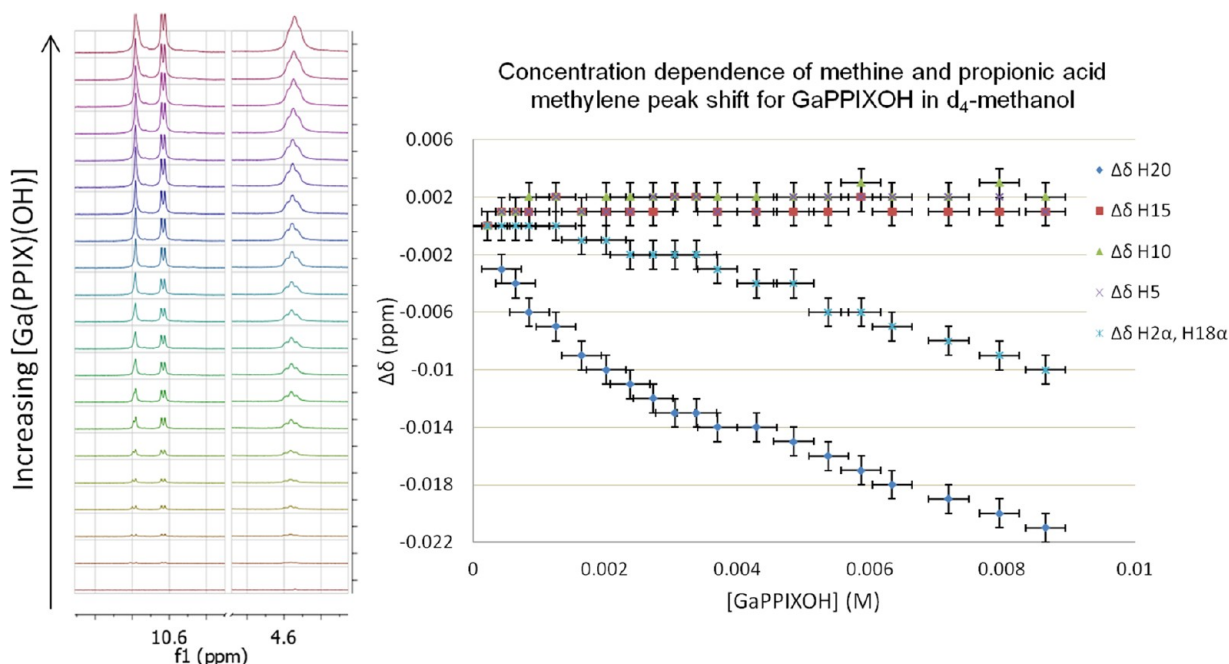 Increasing [Ga(PPIX)(OH)]
10.6
4.6
f1 (ppm)
Concentration dependence of methine and propionic acid
methylene peak shift for GaPPIXOH in d₄-methanol
Δδ (ppm)
0.006
0.002
-0.002
-0.006
-0.01
-0.014
-0.018
-0.022
0
0.002
0.004
0.006
0.008
0.01
[GaPPIXOH] (M)
Δδ H20
Δδ H15
Δδ H10
Δδ H5
Δδ H2α, H18α